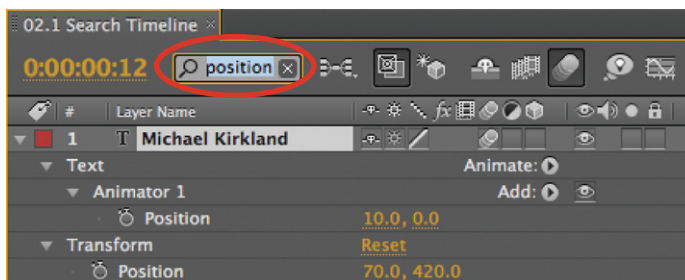 02.1 Search Timeline ×
0:00:00:12 position
# Layer Name fx
1 T Michael Kirkland
Text Animate:
Animator 1 Add:
Position 10.0, 0.0
Transform Reset
Position 70.0, 420.0